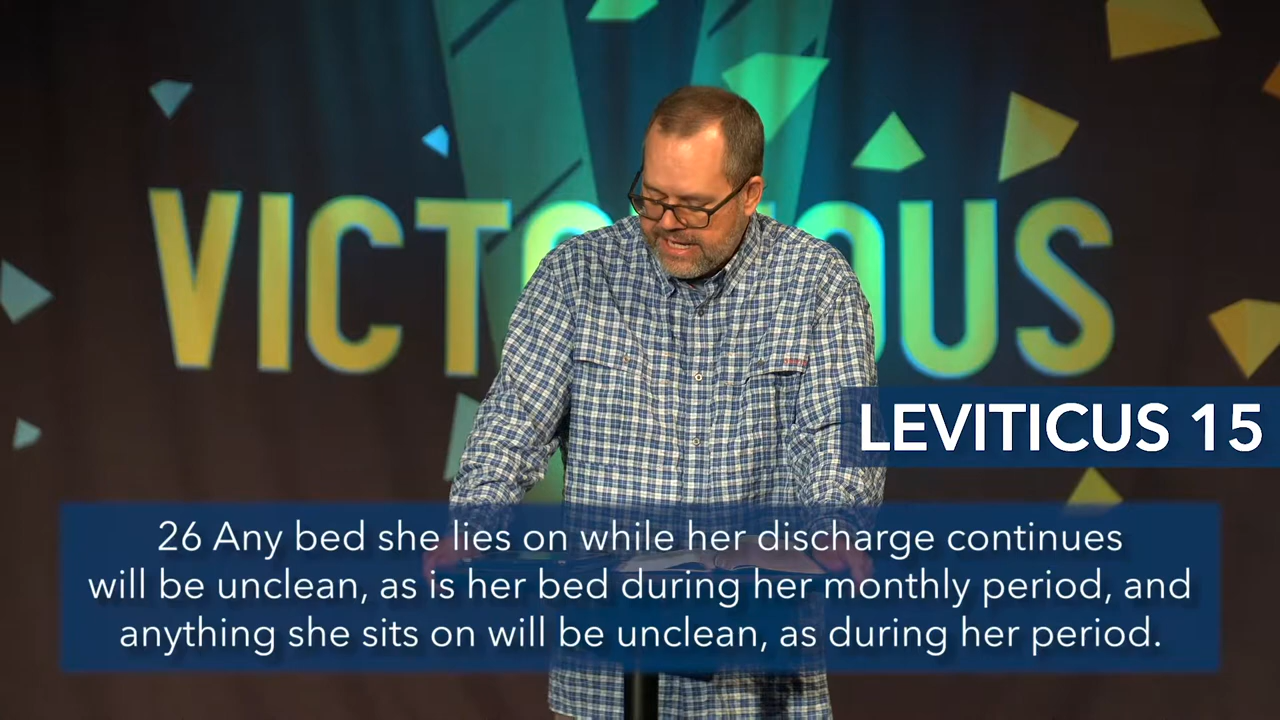 VICTORIOUS
LEVITICUS 15
26 Any bed she lies on while her discharge continues
will be unclean, as is her bed during her monthly period, and
anything she sits on will be unclean, as during her period.